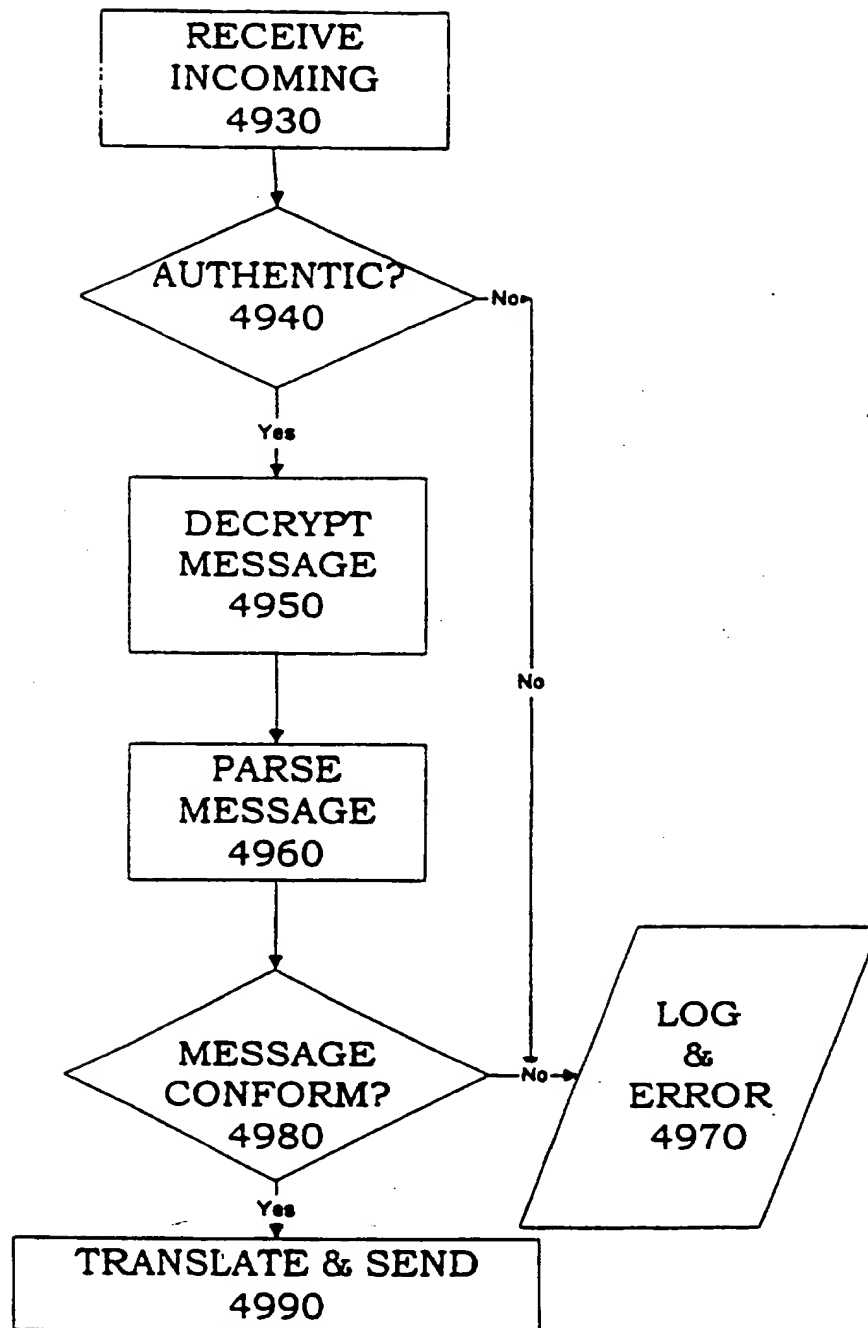 RECEIVE
INCOMING
4930
AUTHENTIC?
4940
No
Yes
DECRYPT
MESSAGE
4950
No
PARSE
MESSAGE
4960
MESSAGE
CONFORM?
4980
No
LOG
&
ERROR
4970
Yes
TRANSLATE & SEND
4990